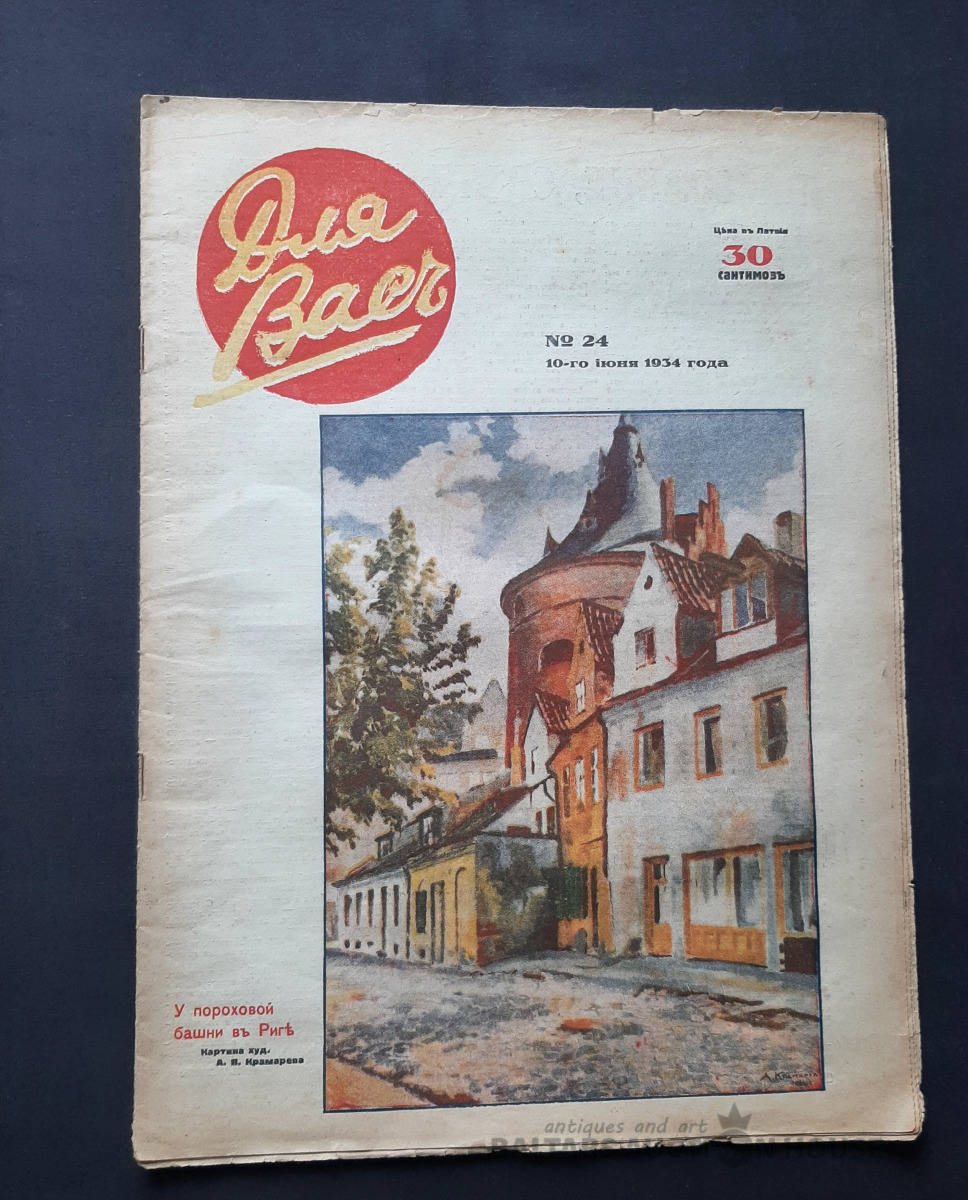 Для
Васъ
Цѣна въ Латвіи
30
сантимовъ
№ 24
10-го іюня 1934 года
У пороховой
башни въ Ригѣ
Картина худ.
А. Я. Крамарева
antiques and art